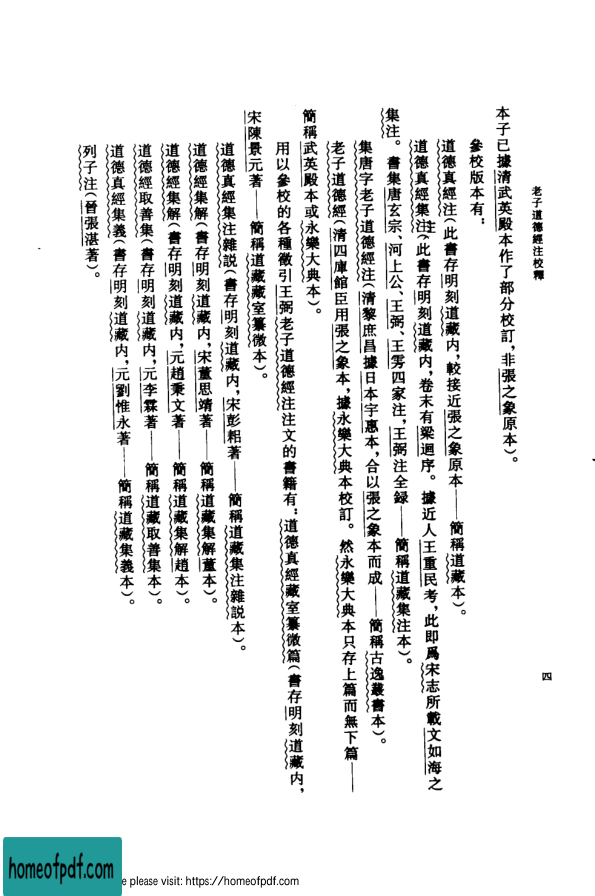 老子道德經注校釋
四
本子已據清武英殿本作了部分校訂，非張之象原本）。
參校版本有：
道德真經注（此書存明刻道藏内，較接近張之象原本——簡稱道藏本）。
道德真經集注（此書存明刻道藏内，卷末有梁迥序。據近人王重民考，此即爲宋志所載文如海之
集注。書集唐玄宗、河上公、王弼、王雱四家注，王弼注全録——簡稱道藏集注本）。
集唐字老子道德經注（清黎庶昌據日本宇惠本，合以張之象本而成——簡稱古逸叢書本）。
老子道德經（清四庫館臣用張之象本，據永樂大典本校訂。然永樂大典本只存上篇而無下篇——
簡稱武英殿本或永樂大典本）。
用以參校的各種徵引王弼老子道德經注注文的書籍有：道德真經藏室纂微篇（書存明刻道藏内，
宋陳景元著——簡稱道藏藏室纂微本）。
道德真經集注雜説（書存明刻道藏内，宋彭耜著——簡稱道藏集注雜説本）。
道德經集解（書存明刻道藏内，宋董思靖著——簡稱道藏集解董本）。
道德經集解（書存明刻道藏内，元趙秉文著——簡稱道藏集解趙本）。
道德經取善集（書存明刻道藏内，元李霖著——簡稱道藏取善集本）。
道德真經集義（書存明刻道藏内，元劉惟永著——簡稱道藏集義本）。
列子注（晉張湛著）。
homeofpdf.com
e please visit: https://homeofpdf.com